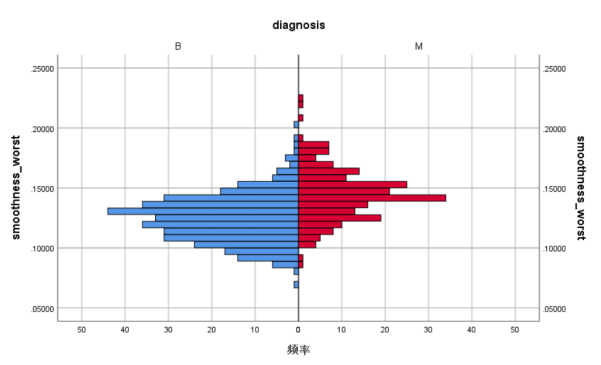 diagnosis
B M
.25000 .25000
.20000 .20000
.15000 .15000
.10000 .10000
.05000 .05000
smoothness_worst
smoothness_worst
50 40 30 20 10 0 10 20 30 40 50
频率